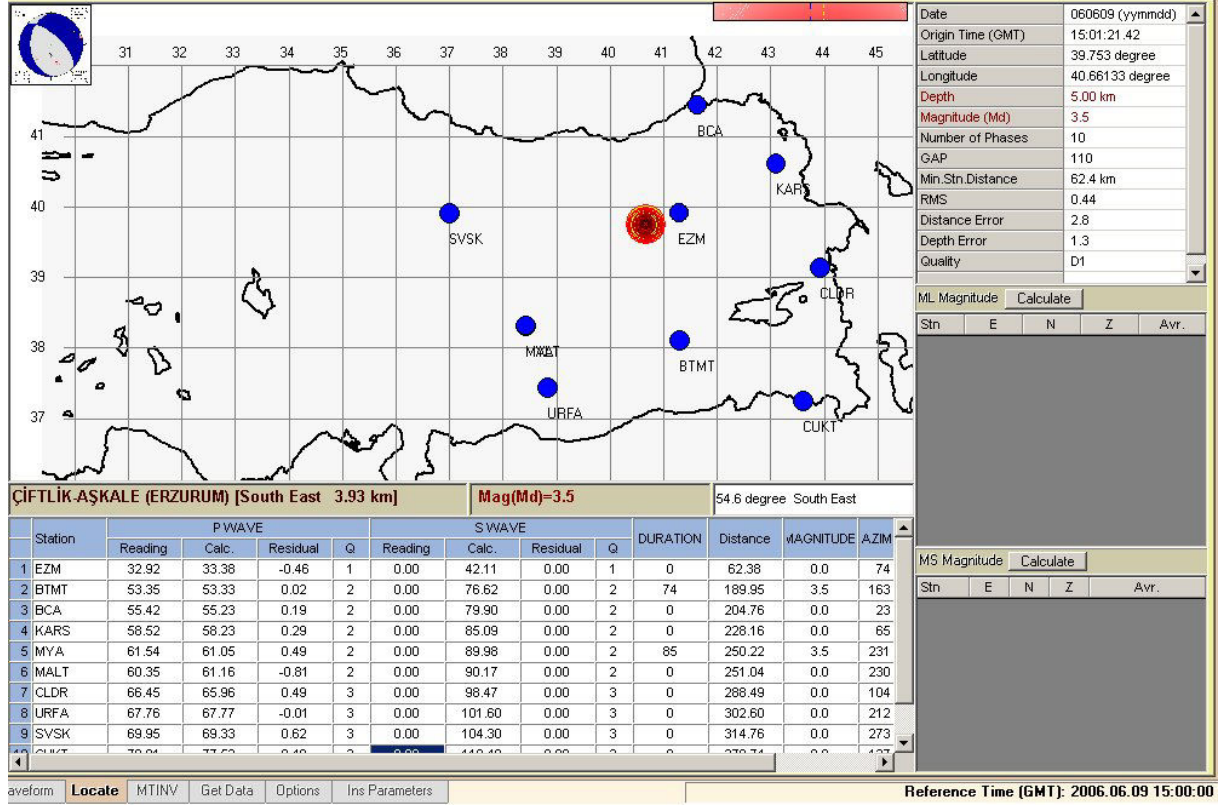 31 32 33 34 35 36 37 38 39 40 41 42 43 44 45
41
40
39
38
37
BCA
KARS
SVSK
EZM
CLDR
MALT
BTMT
URFA
CUKT
Date 060609 (yymmdd)
Origin Time (GMT) 15:01:21.42
Latitude 39.753 degree
Longitude 40.66133 degree
Depth 5.00 km
Magnitude (Md) 3.5
Number of Phases 10
GAP 110
Min.Stn.Distance 62.4 km
RMS 0.44
Distance Error 2.8
Depth Error 1.3
Quality D1
ML Magnitude Calculate
Stn E N Z Avr.
MS Magnitude Calculate
Stn E N Z Avr.
ÇİFTLİK-AŞKALE (ERZURUM) [South East 3.93 km] Mag(Md)=3.5 54.6 degree South East
Station P WAVE S WAVE DURATION Distance MAGNITUDE AZIM
Reading Calc. Residual Q Reading Calc. Residual Q
1 EZM 32.92 33.38 -0.46 1 0.00 42.11 0.00 1 0 62.38 0.0 74
2 BTMT 53.35 53.33 0.02 2 0.00 76.62 0.00 2 74 189.95 3.5 163
3 BCA 55.42 55.23 0.19 2 0.00 79.90 0.00 2 0 204.76 0.0 23
4 KARS 58.52 58.23 0.29 2 0.00 85.09 0.00 2 0 228.16 0.0 65
5 MYA 61.54 61.05 0.49 2 0.00 89.98 0.00 2 85 250.22 3.5 231
6 MALT 60.35 61.16 -0.81 2 0.00 90.17 0.00 2 0 251.04 0.0 230
7 CLDR 66.45 65.96 0.49 3 0.00 98.47 0.00 3 0 288.49 0.0 104
8 URFA 67.76 67.77 -0.01 3 0.00 101.60 0.00 3 0 302.60 0.0 212
9 SVSK 69.95 69.33 0.62 3 0.00 104.30 0.00 3 0 314.76 0.0 273
aveform Locate MTINV Get Data Options Ins Parameters Reference Time (GMT): 2006.06.09 15:00:00